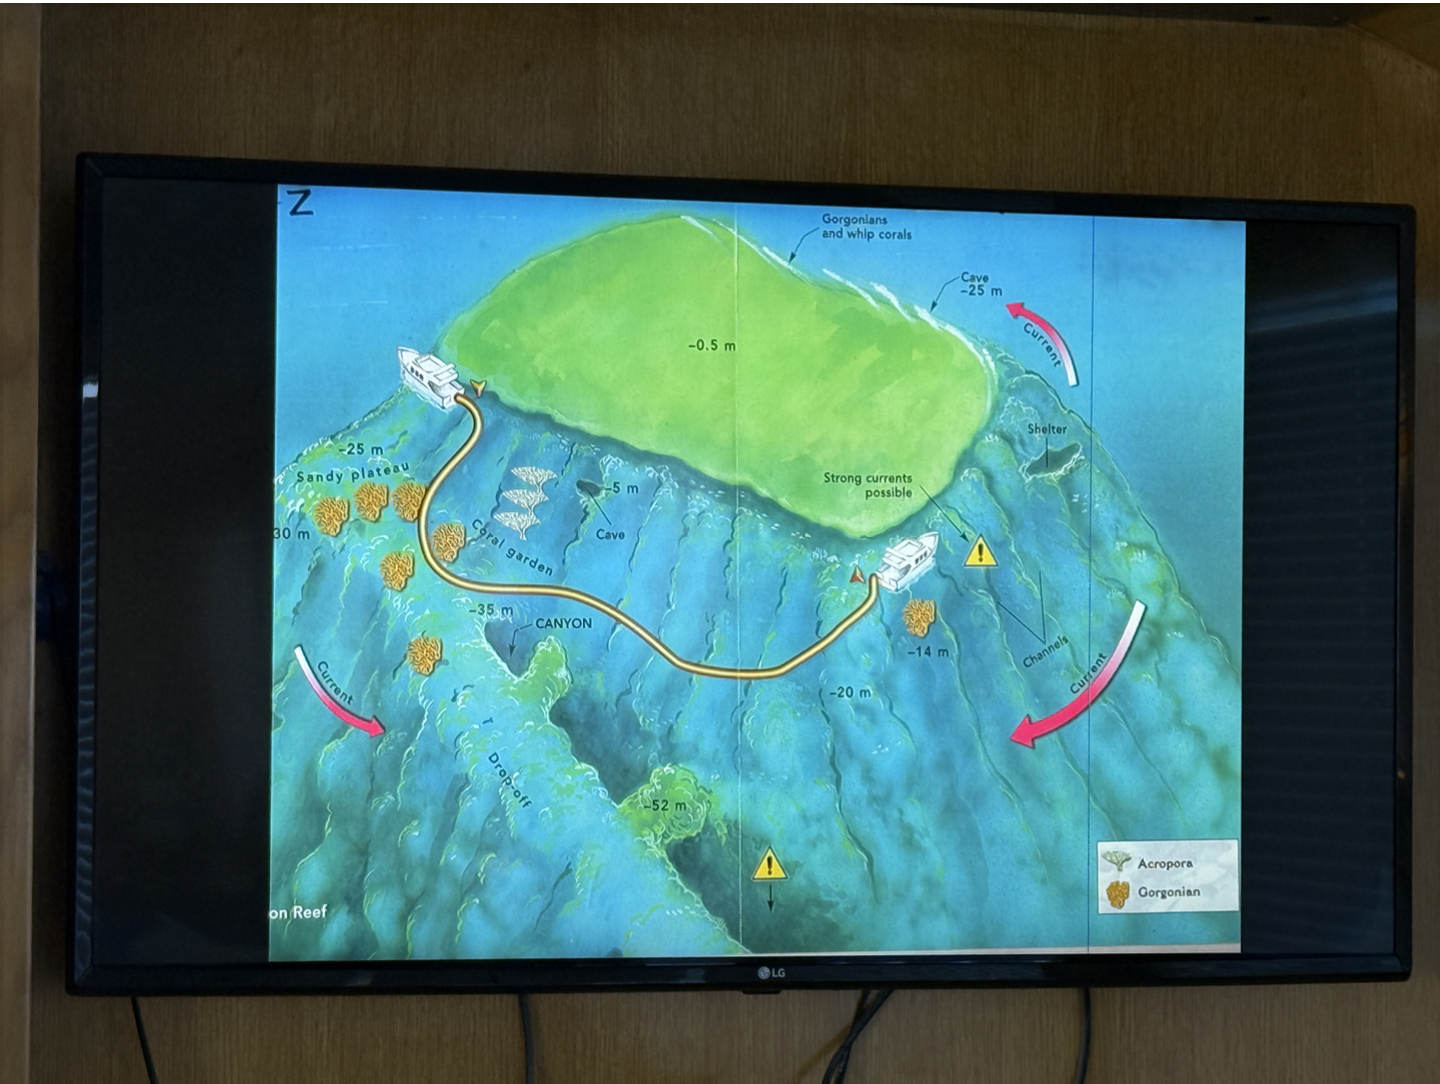 Z
Gorgonians
and whip corals
Cave
-25 m
Current
-0.5 m
Shelter
-25 m
Sandy plateau
Strong currents
possible
-5 m
Cave
30 m
Coral garden
-35 m
CANYON
-14 m
Channels
Current
Current
-20 m
Drop-off
-52 m
Acropora
Gorgonian
on Reef
LG